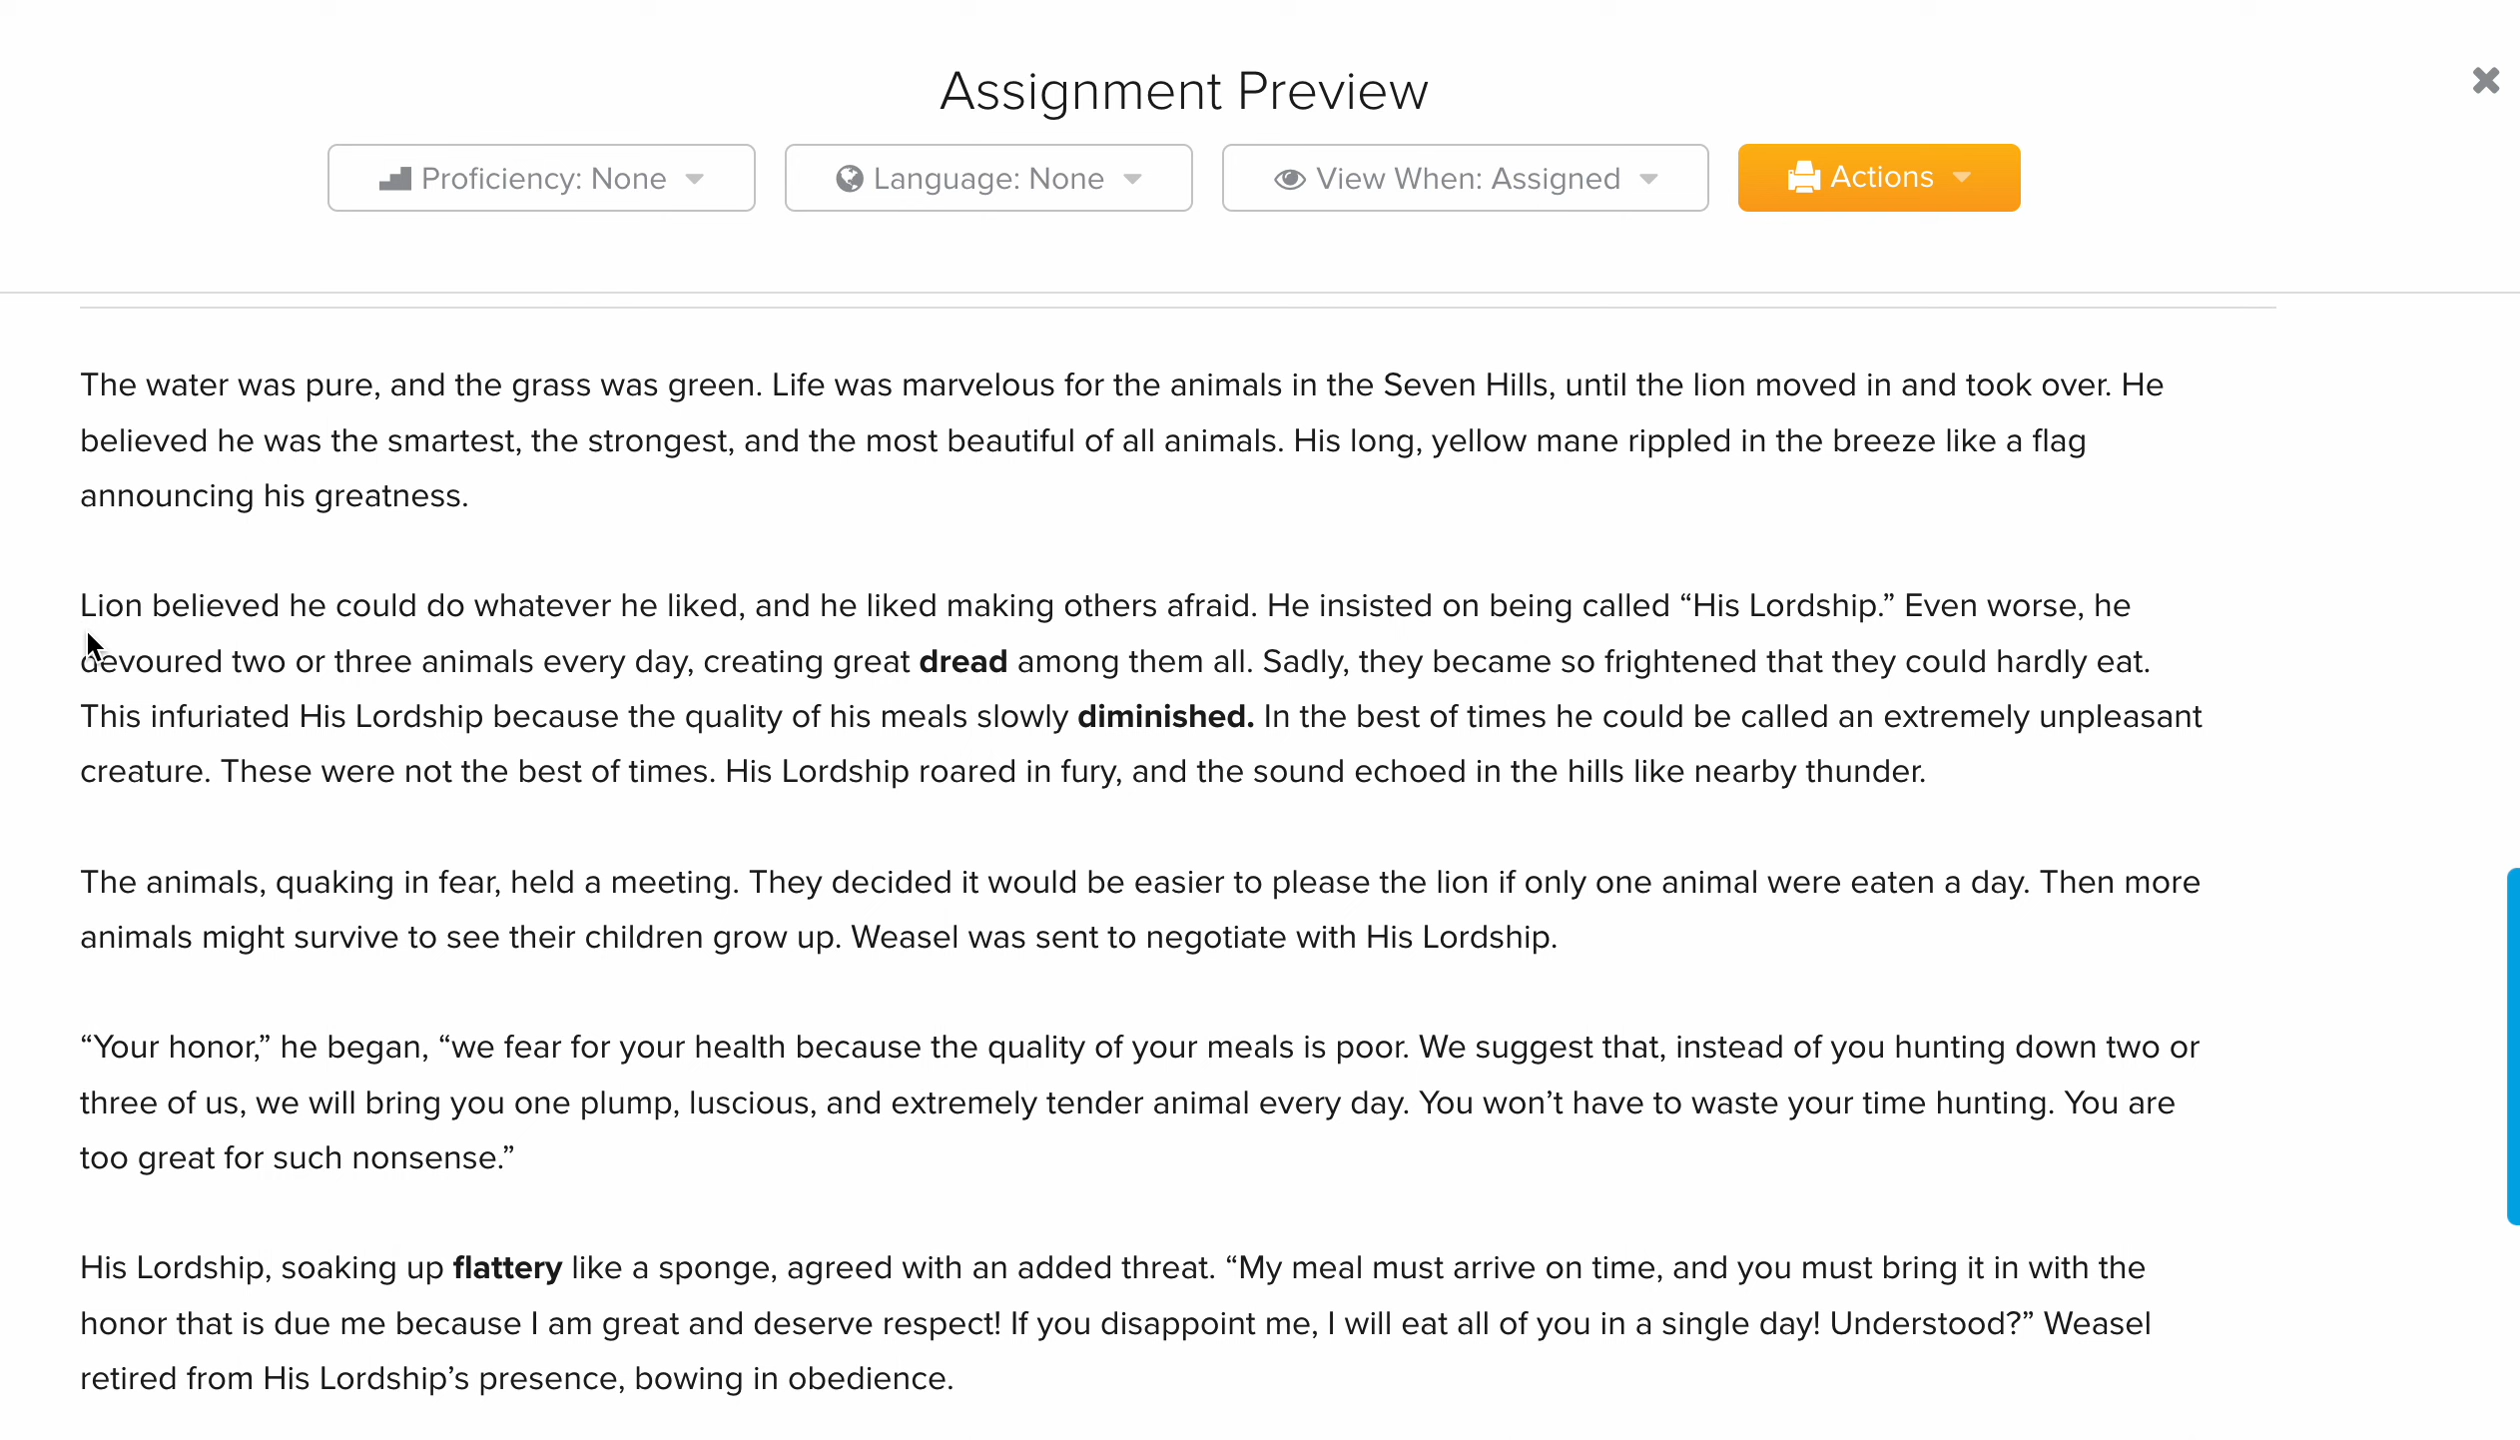 Assignment Preview
Proficiency: None
Language: None
View When: Assigned
Actions
The water was pure, and the grass was green. Life was marvelous for the animals in the Seven Hills, until the lion moved in and took over. He
believed he was the smartest, the strongest, and the most beautiful of all animals. His long, yellow mane rippled in the breeze like a flag
announcing his greatness.
Lion believed he could do whatever he liked, and he liked making others afraid. He insisted on being called “His Lordship.” Even worse, he
devoured two or three animals every day, creating great dread among them all. Sadly, they became so frightened that they could hardly eat.
This infuriated His Lordship because the quality of his meals slowly diminished. In the best of times he could be called an extremely unpleasant
creature. These were not the best of times. His Lordship roared in fury, and the sound echoed in the hills like nearby thunder.
The animals, quaking in fear, held a meeting. They decided it would be easier to please the lion if only one animal were eaten a day. Then more
animals might survive to see their children grow up. Weasel was sent to negotiate with His Lordship.
“Your honor,” he began, “we fear for your health because the quality of your meals is poor. We suggest that, instead of you hunting down two or
three of us, we will bring you one plump, luscious, and extremely tender animal every day. You won’t have to waste your time hunting. You are
too great for such nonsense.”
His Lordship, soaking up flattery like a sponge, agreed with an added threat. “My meal must arrive on time, and you must bring it in with the
honor that is due me because I am great and deserve respect! If you disappoint me, I will eat all of you in a single day! Understood?” Weasel
retired from His Lordship’s presence, bowing in obedience.